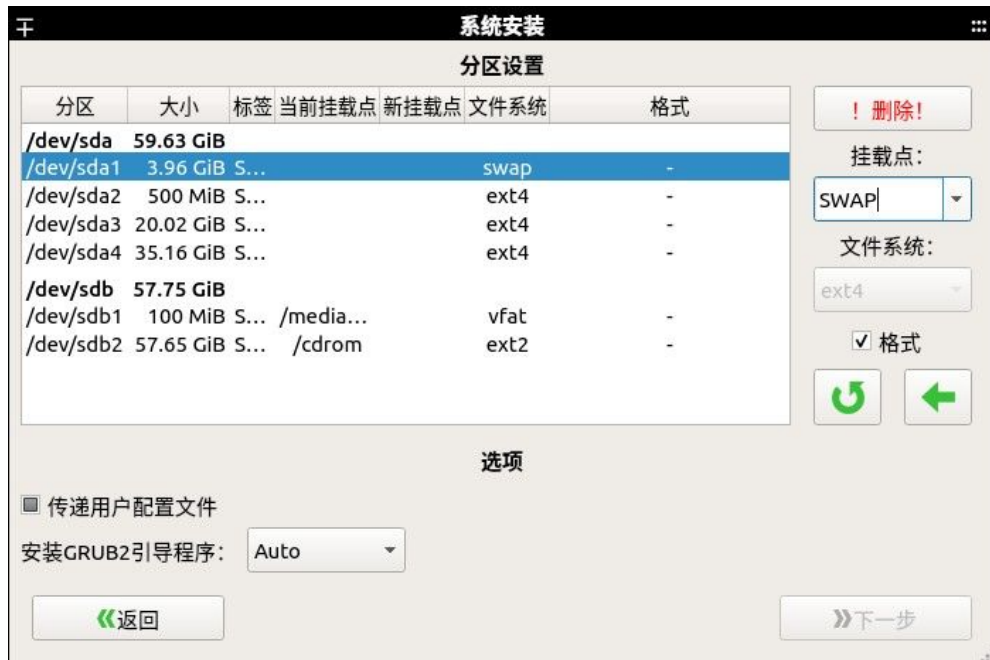 系统安装
分区设置
分区 大小 标签 当前挂载点 新挂载点 文件系统 格式
/dev/sda 59.63 GiB
/dev/sda1 3.96 GiB S... swap -
/dev/sda2 500 MiB S... ext4 -
/dev/sda3 20.02 GiB S... ext4 -
/dev/sda4 35.16 GiB S... ext4 -
/dev/sdb 57.75 GiB
/dev/sdb1 100 MiB S... /media... vfat -
/dev/sdb2 57.65 GiB S... /cdrom ext2 -
！删除!
挂载点：
SWAP
文件系统：
ext4
格式
选项
传递用户配置文件
安装GRUB2引导程序： Auto
返回
下一步